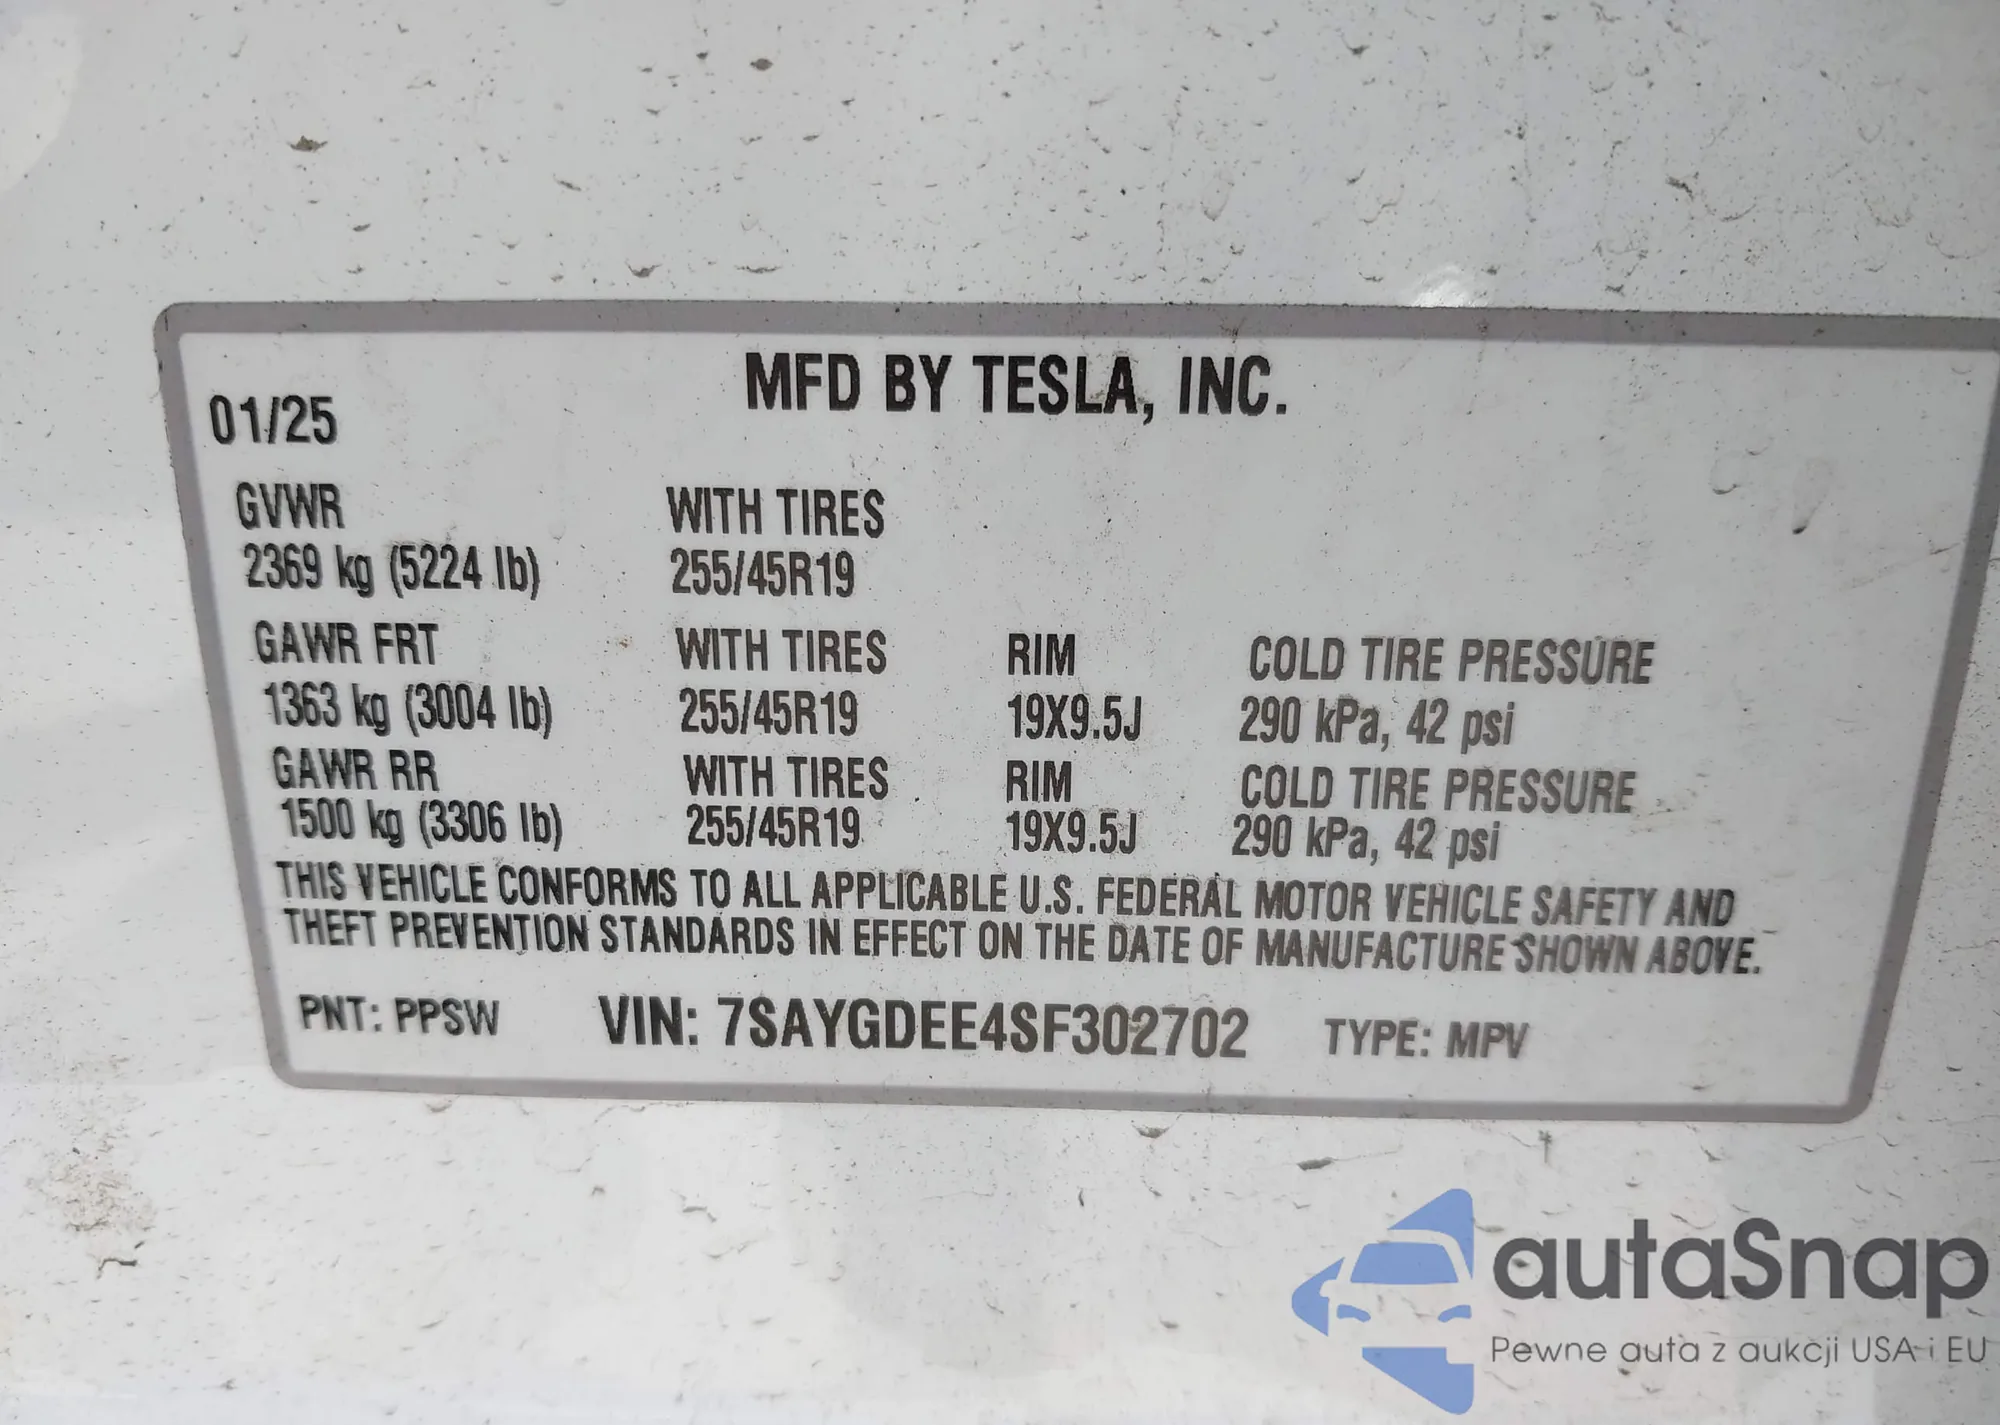 MFD BY TESLA, INC.
01/25
GVWR WITH TIRES
2369 kg (5224 lb) 255/45R19
GAWR FRT WITH TIRES RIM COLD TIRE PRESSURE
1363 kg (3004 lb) 255/45R19 19X9.5J 290 kPa, 42 psi
GAWR RR WITH TIRES RIM COLD TIRE PRESSURE
1500 kg (3306 lb) 255/45R19 19X9.5J 290 kPa, 42 psi
THIS VEHICLE CONFORMS TO ALL APPLICABLE U.S. FEDERAL MOTOR VEHICLE SAFETY AND
THEFT PREVENTION STANDARDS IN EFFECT ON THE DATE OF MANUFACTURE SHOWN ABOVE.
PNT: PPSW VIN: 7SAYGDEE4SF302702 TYPE: MPV
autaSnap
Pewne auta z aukcji USA i EU